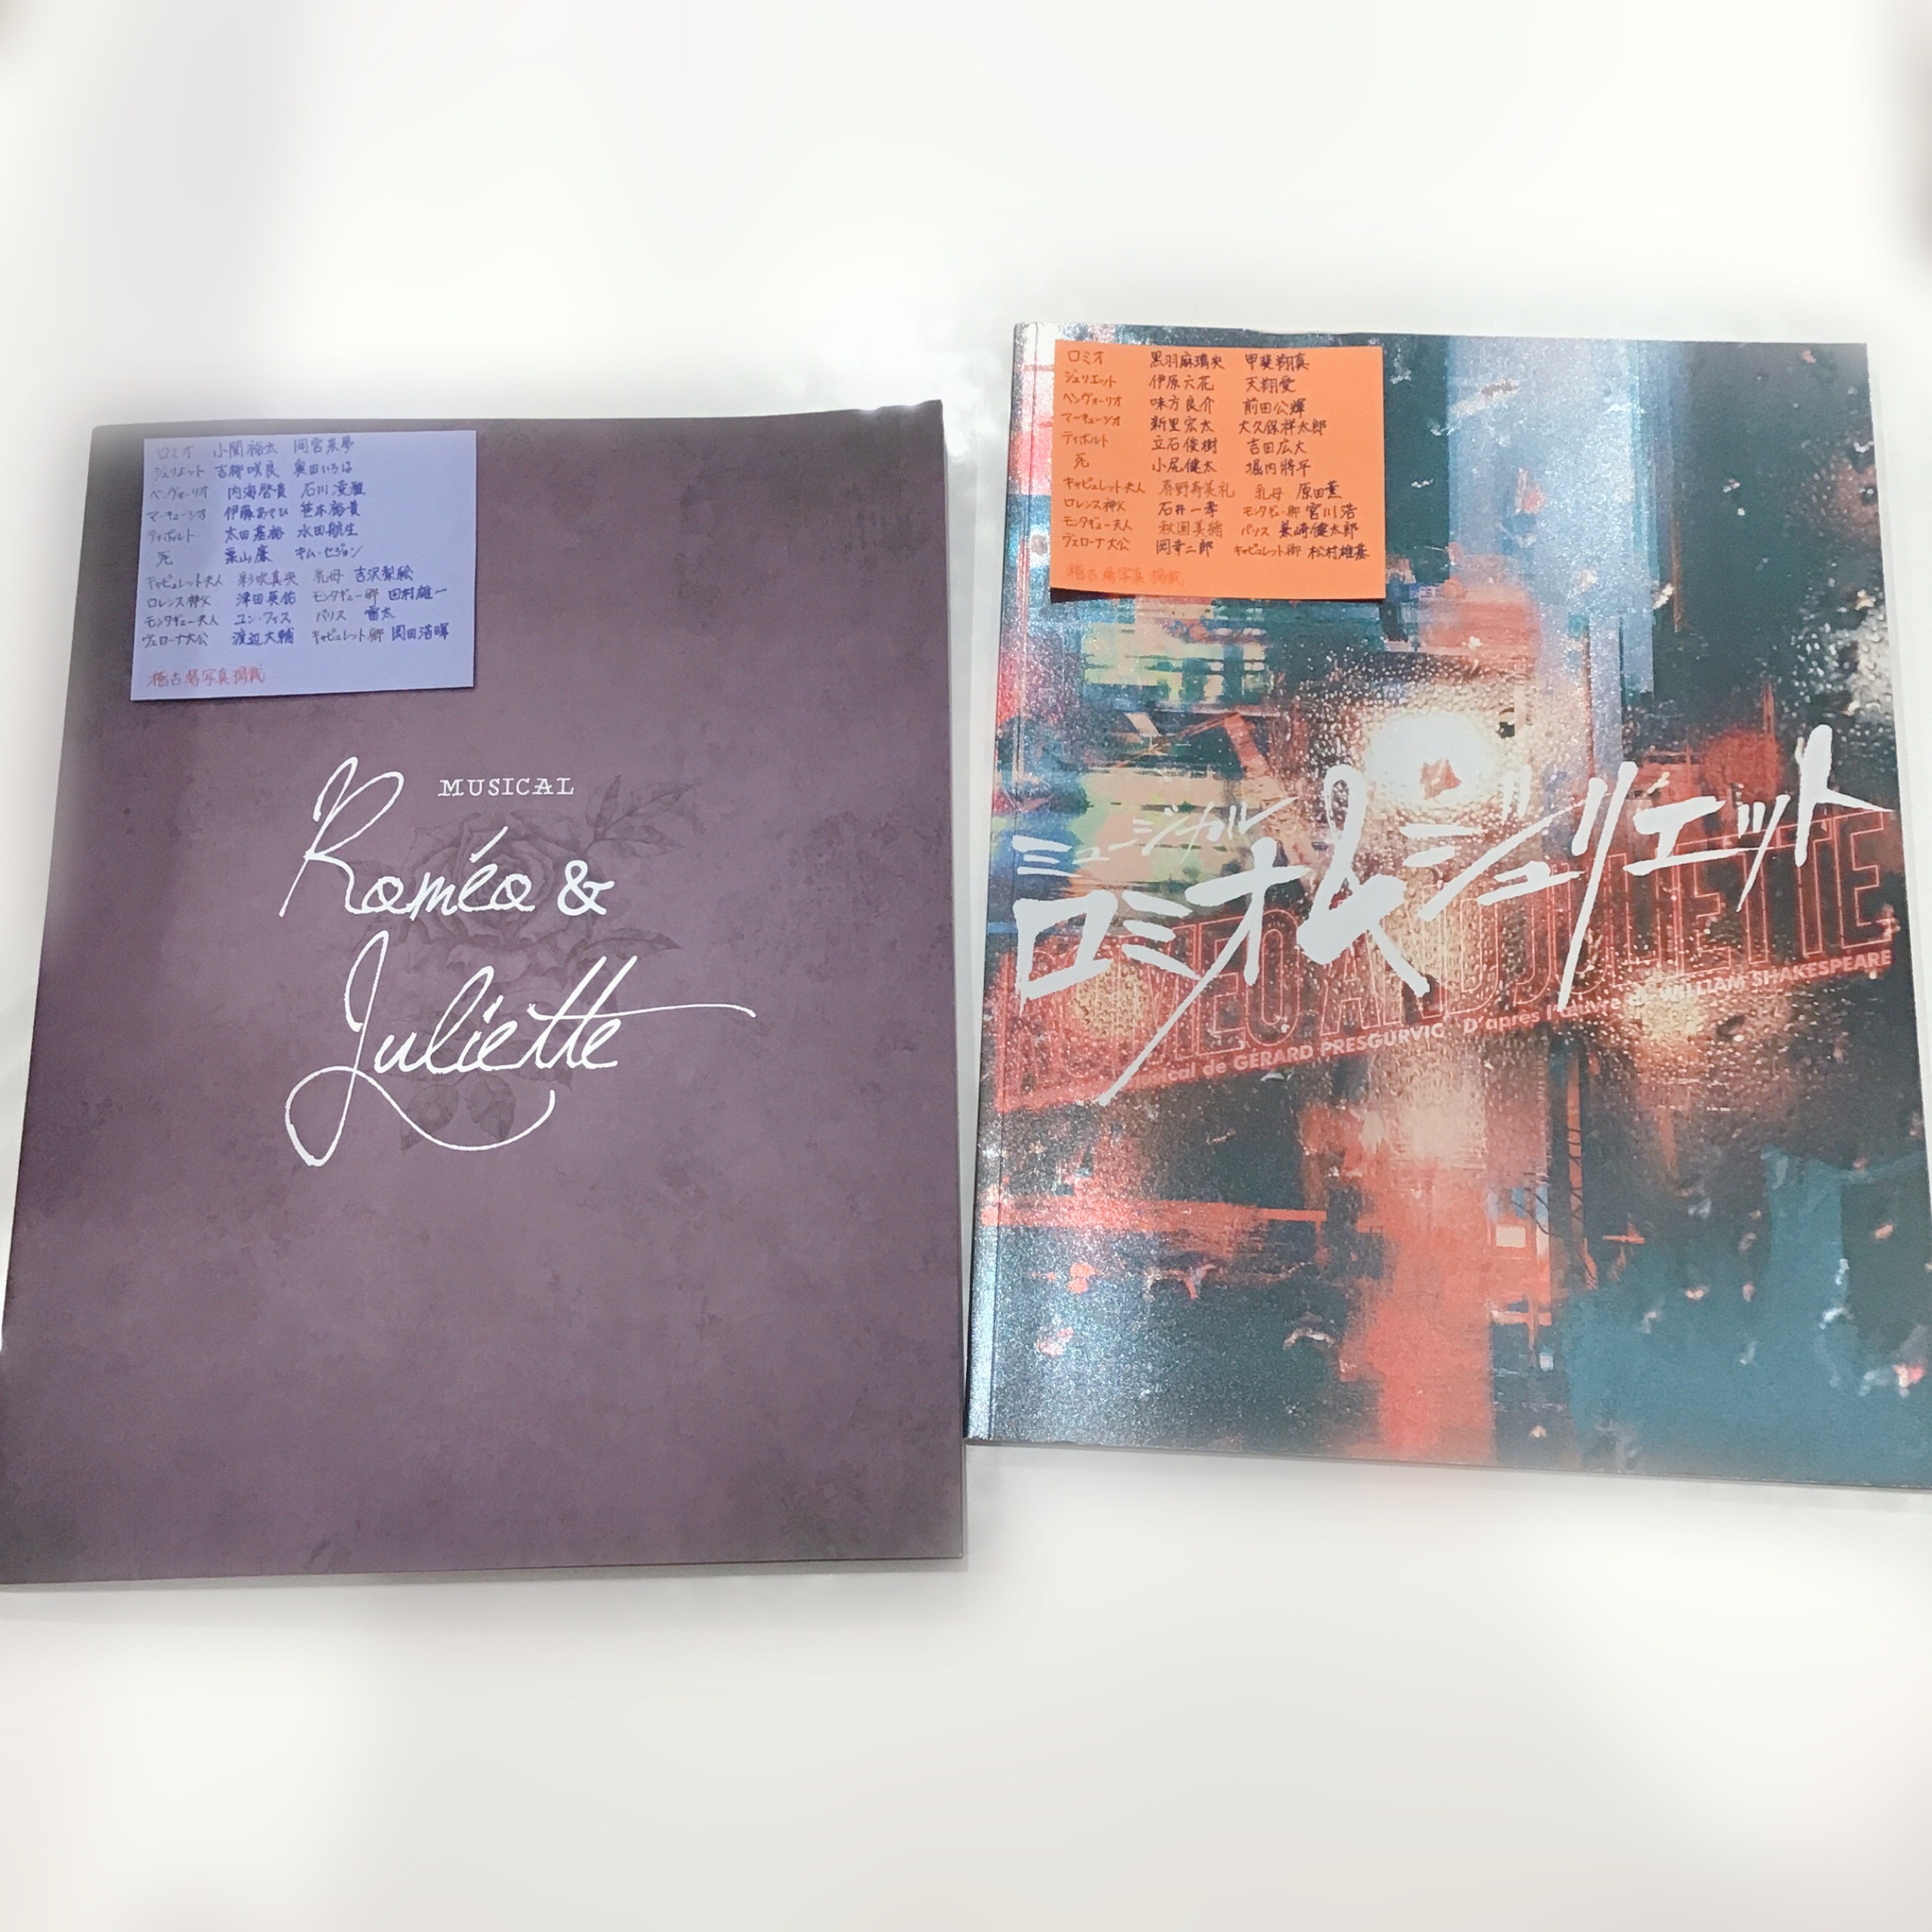 ロミオ 小関裕太 岡宮来夢
ジュリエット 吉柳咲良 奥田いろは
ベンヴォーリオ 内海啓貴 石川凌雅
マーキューシオ 伊藤あさひ 笹森裕貴
ティボルト 太田基裕 水田航生
死 栗山廉 キム・セジョン
キャピュレット夫人 彩吹真央 乳母 吉沢梨絵
ロレンス神父 津田英佑 モンタギュー卿 田村雄一
モンタギュー夫人 ユン・フィス パリス 雷太
ヴェローナ大公 渡辺大輔 キャピュレット卿 岡田浩暉
稽古場写真掲載
MUSICAL
Roméo &
Juliette
ロミオ 黒羽麻璃央 甲斐翔真
ジュリエット 伊原六花 天翔愛
ベンヴォーリオ 味方良介 前田公輝
マーキューシオ 新里宏太 大久保祥太郎
ティボルト 立石俊樹 吉田広大
死 小㞍健太 堀内將平
キャピュレット夫人 春野寿美礼 乳母 原田薫
ロレンス神父 石井一孝 モンタギュー卿 宮川浩
モンタギュー夫人 秋園美緒 パリス 兼崎健太郎
ヴェローナ大公 岡幸二郎 キャピュレット卿 松村雄基
稽古場写真掲載
ミュージカル
ロミオ&ジュリエット
ROMEO AND JULIETTE
de GÉRARD PRESGURVIC D'après l'œuvre de WILLIAM SHAKESPEARE